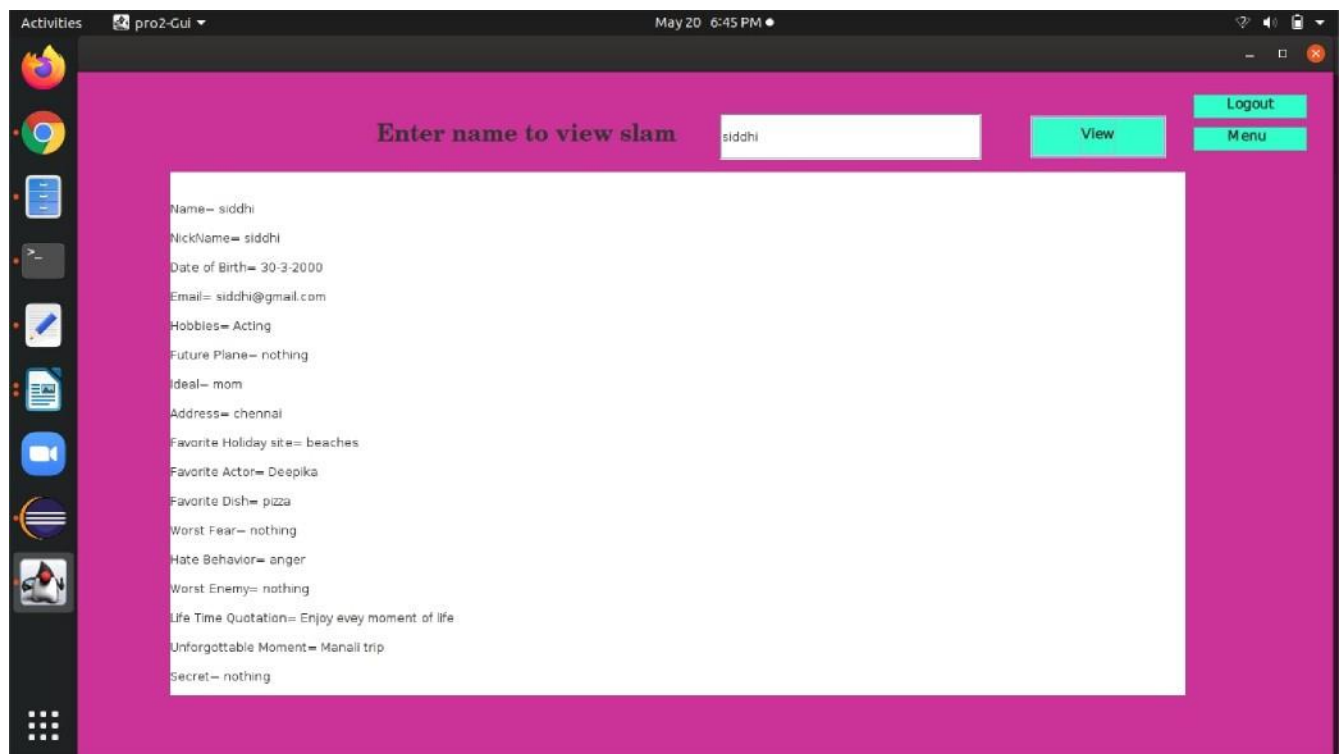 Activities pro2-Gui May 20 6:45 PM
Logout
Enter name to view slam siddhi View Menu
Name= siddhi
NickName= siddhi
Date of Birth= 30-3-2000
Email= siddhi@gmail.com
Hobbies= Acting
Future Plane= nothing
Ideal= mom
Address= chennai
Favorite Holiday site= beaches
Favorite Actor= Deepika
Favorite Dish= pizza
Worst Fear= nothing
Hate Behavior= anger
Worst Enemy= nothing
Life Time Quotation= Enjoy evey moment of life
Unforgottable Moment= Manali trip
Secret= nothing